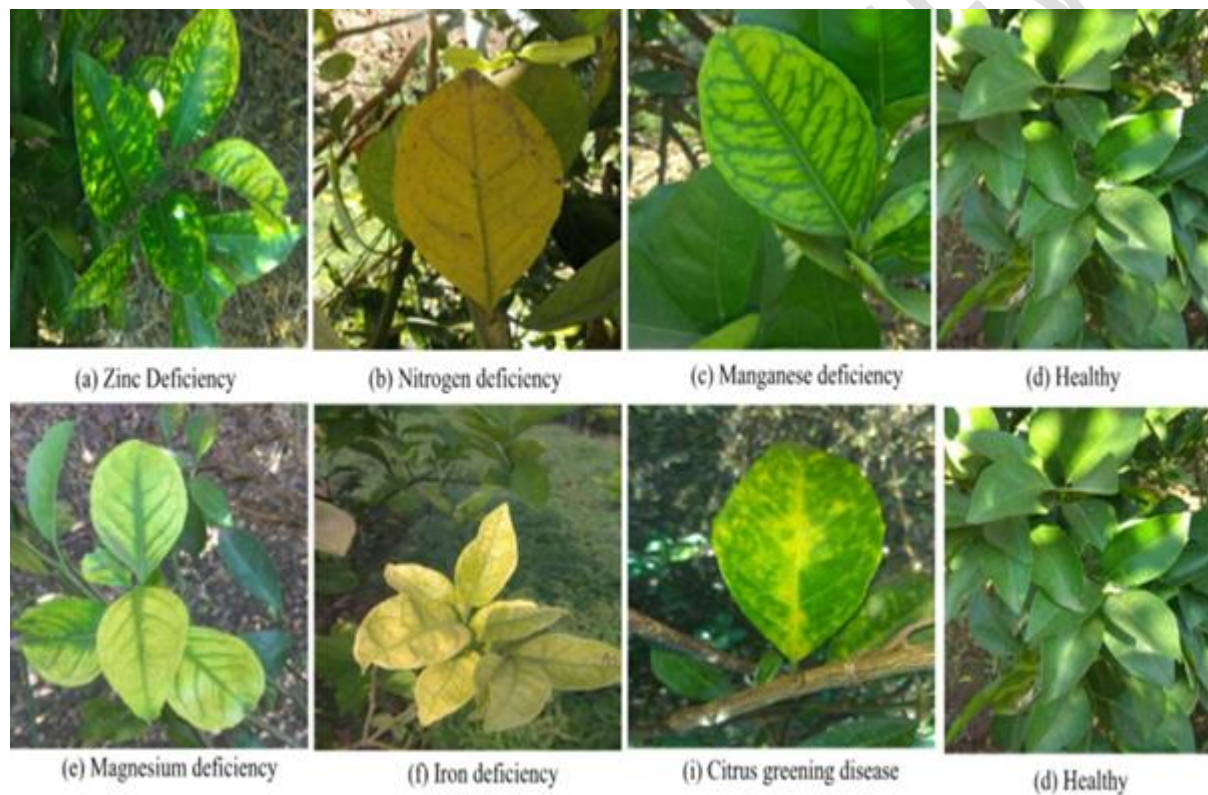 (a) Zinc Deficiency
(b) Nitrogen deficiency
(c) Manganese deficiency
(d) Healthy
(e) Magnesium deficiency
(f) Iron deficiency
(i) Citrus greening disease
(d) Healthy